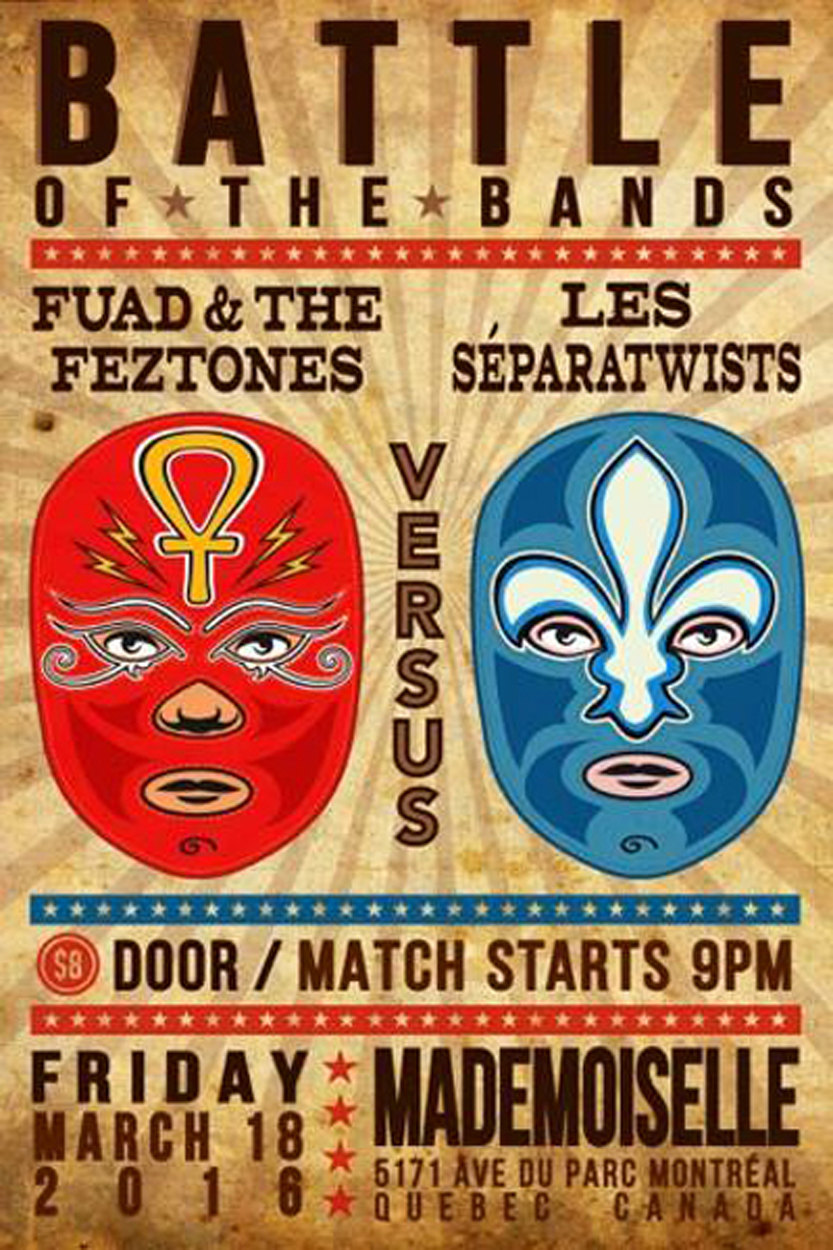 BATTLE
OF★THE★BANDS
FUAD & THE
FEZTONES
LES
SÉPARATWISTS
VERSUS
$8 DOOR / MATCH STARTS 9PM
FRIDAY
MARCH 18
2016
MADEMOISELLE
5171 AVE DU PARC MONTRÉAL
QUEBEC CANADA